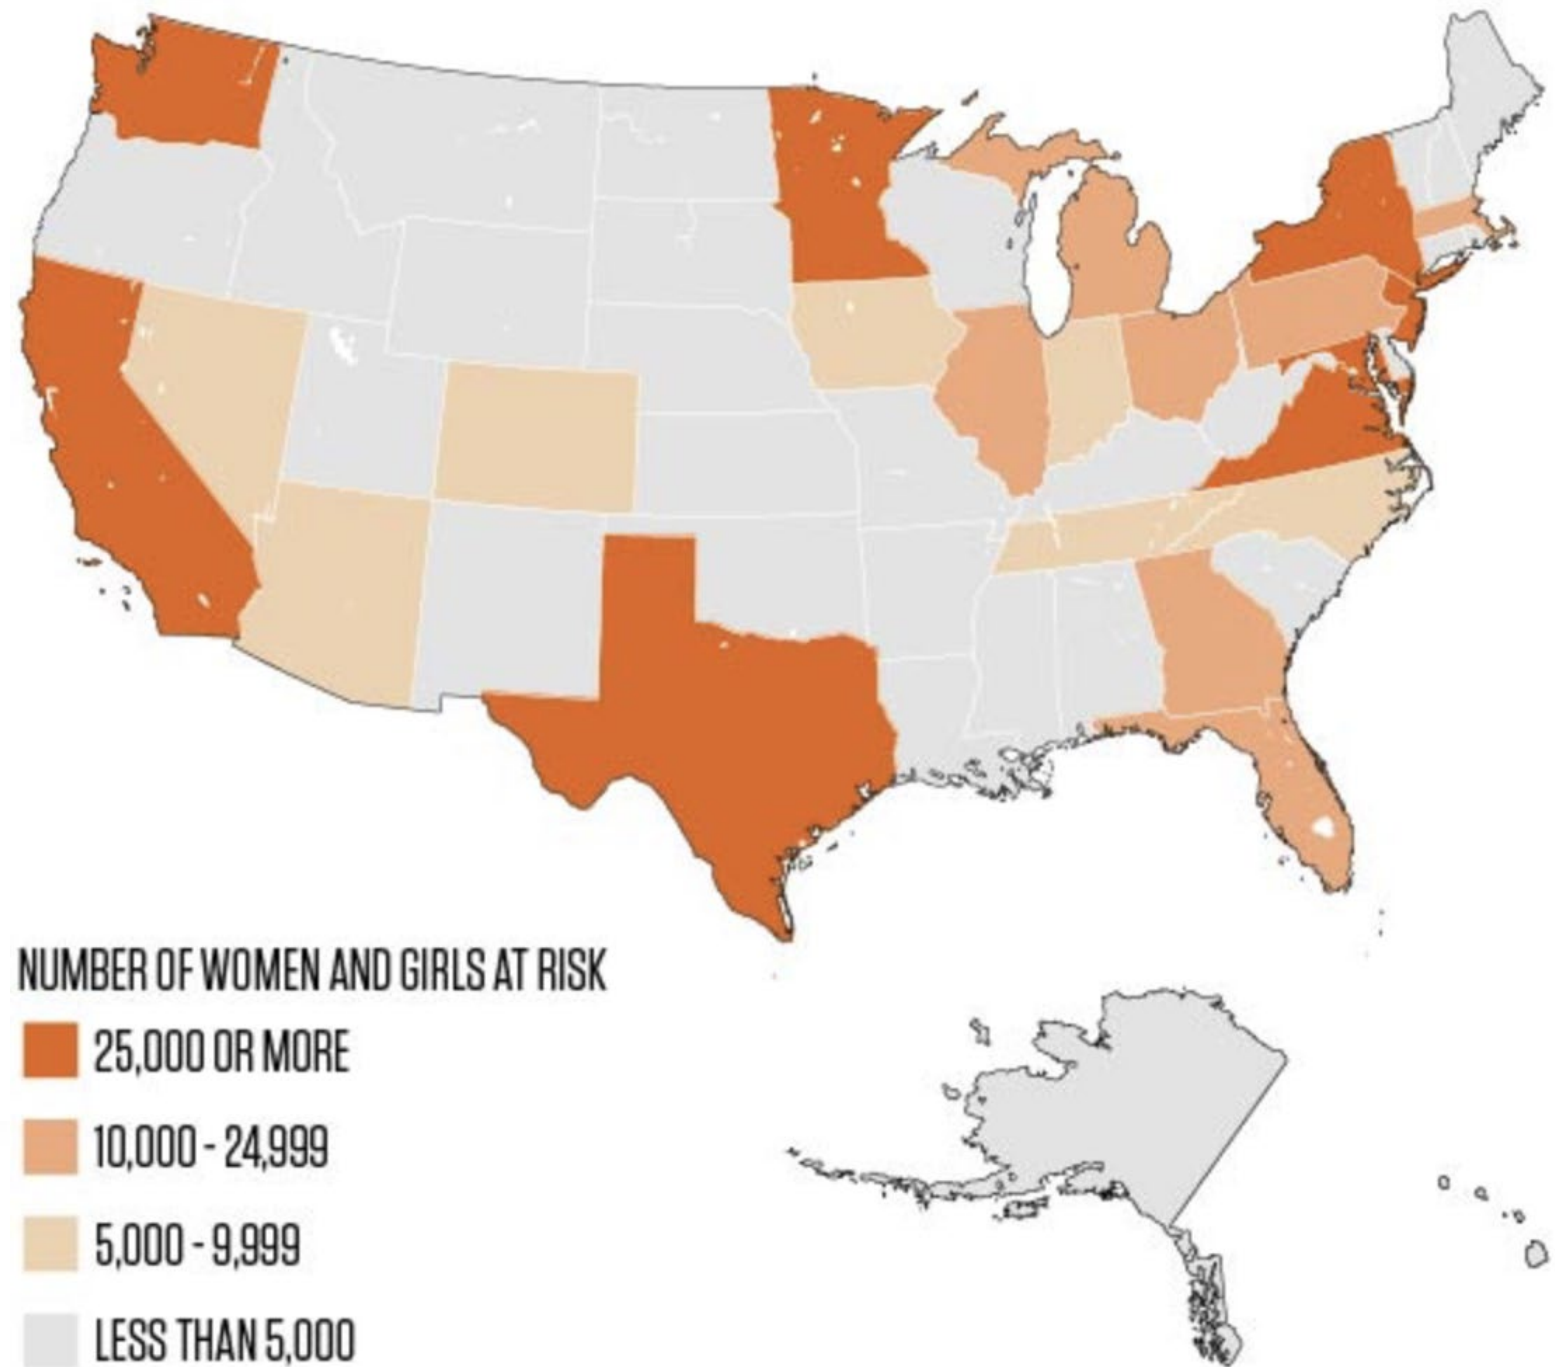 NUMBER OF WOMEN AND GIRLS AT RISK
25,000 OR MORE
10,000 - 24,999
5,000 - 9,999
LESS THAN 5,000